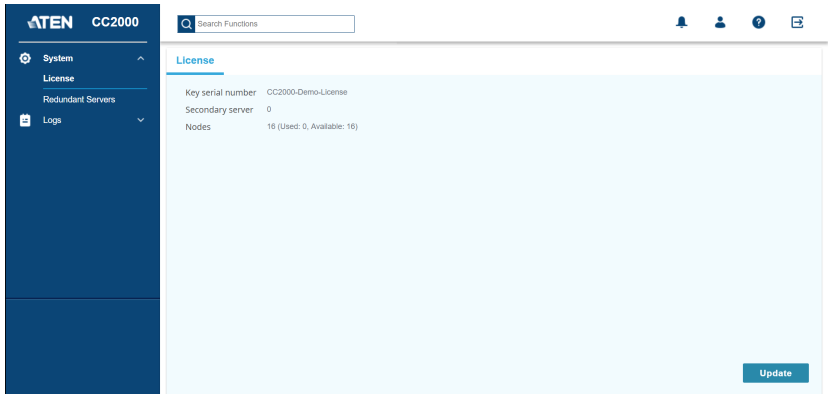 ATEN CC2000
Search Functions
System
License
Redundant Servers
Logs
License
Key serial number CC2000-Demo-License
Secondary server 0
Nodes 16 (Used: 0, Available: 16)
Update